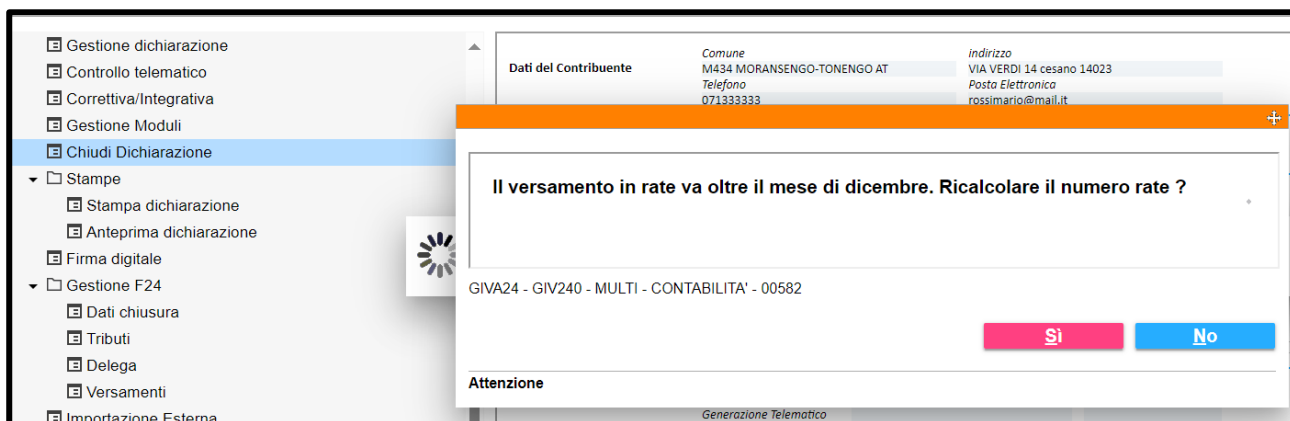 Gestione dichiarazione
Controllo telematico
Correttiva/Integrativa
Gestione Moduli
Chiudi Dichiarazione
Stampe
Stampa dichiarazione
Anteprima dichiarazione
Firma digitale
Gestione F24
Dati chiusura
Tributi
Delega
Versamenti
Importazione Esterna
Comune indirizzo
Dati del Contribuente M434 MORANSENGO-TONENGO AT VIA VERDI 14 cesano 14023
Telefono Posta Elettronica
071333333 rossimario@mail.it
Il versamento in rate va oltre il mese di dicembre. Ricalcolare il numero rate ?
GIVA24 - GIV240 - MULTI - CONTABILITA' - 00582
Sì No
Attenzione
Generazione Telematico